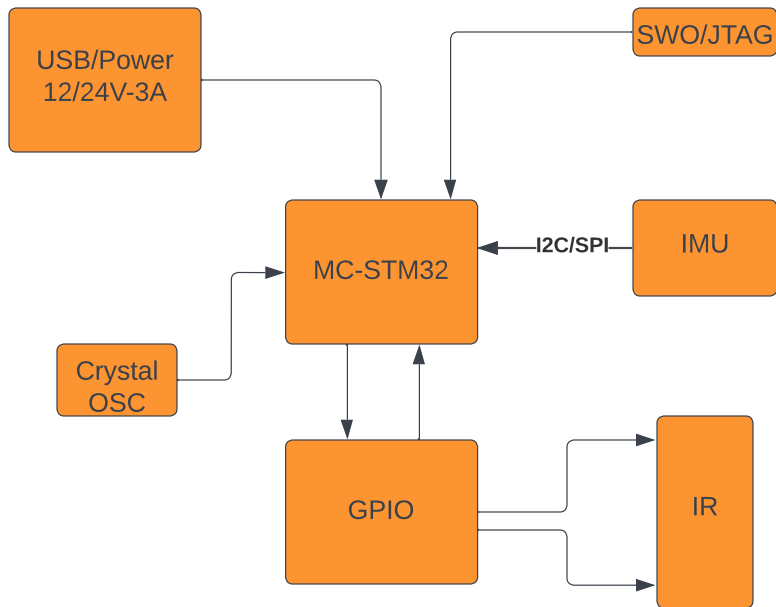 USB/Power
12/24V-3A
SWO/JTAG
MC-STM32
I2C/SPI
IMU
Crystal
OSC
GPIO
IR